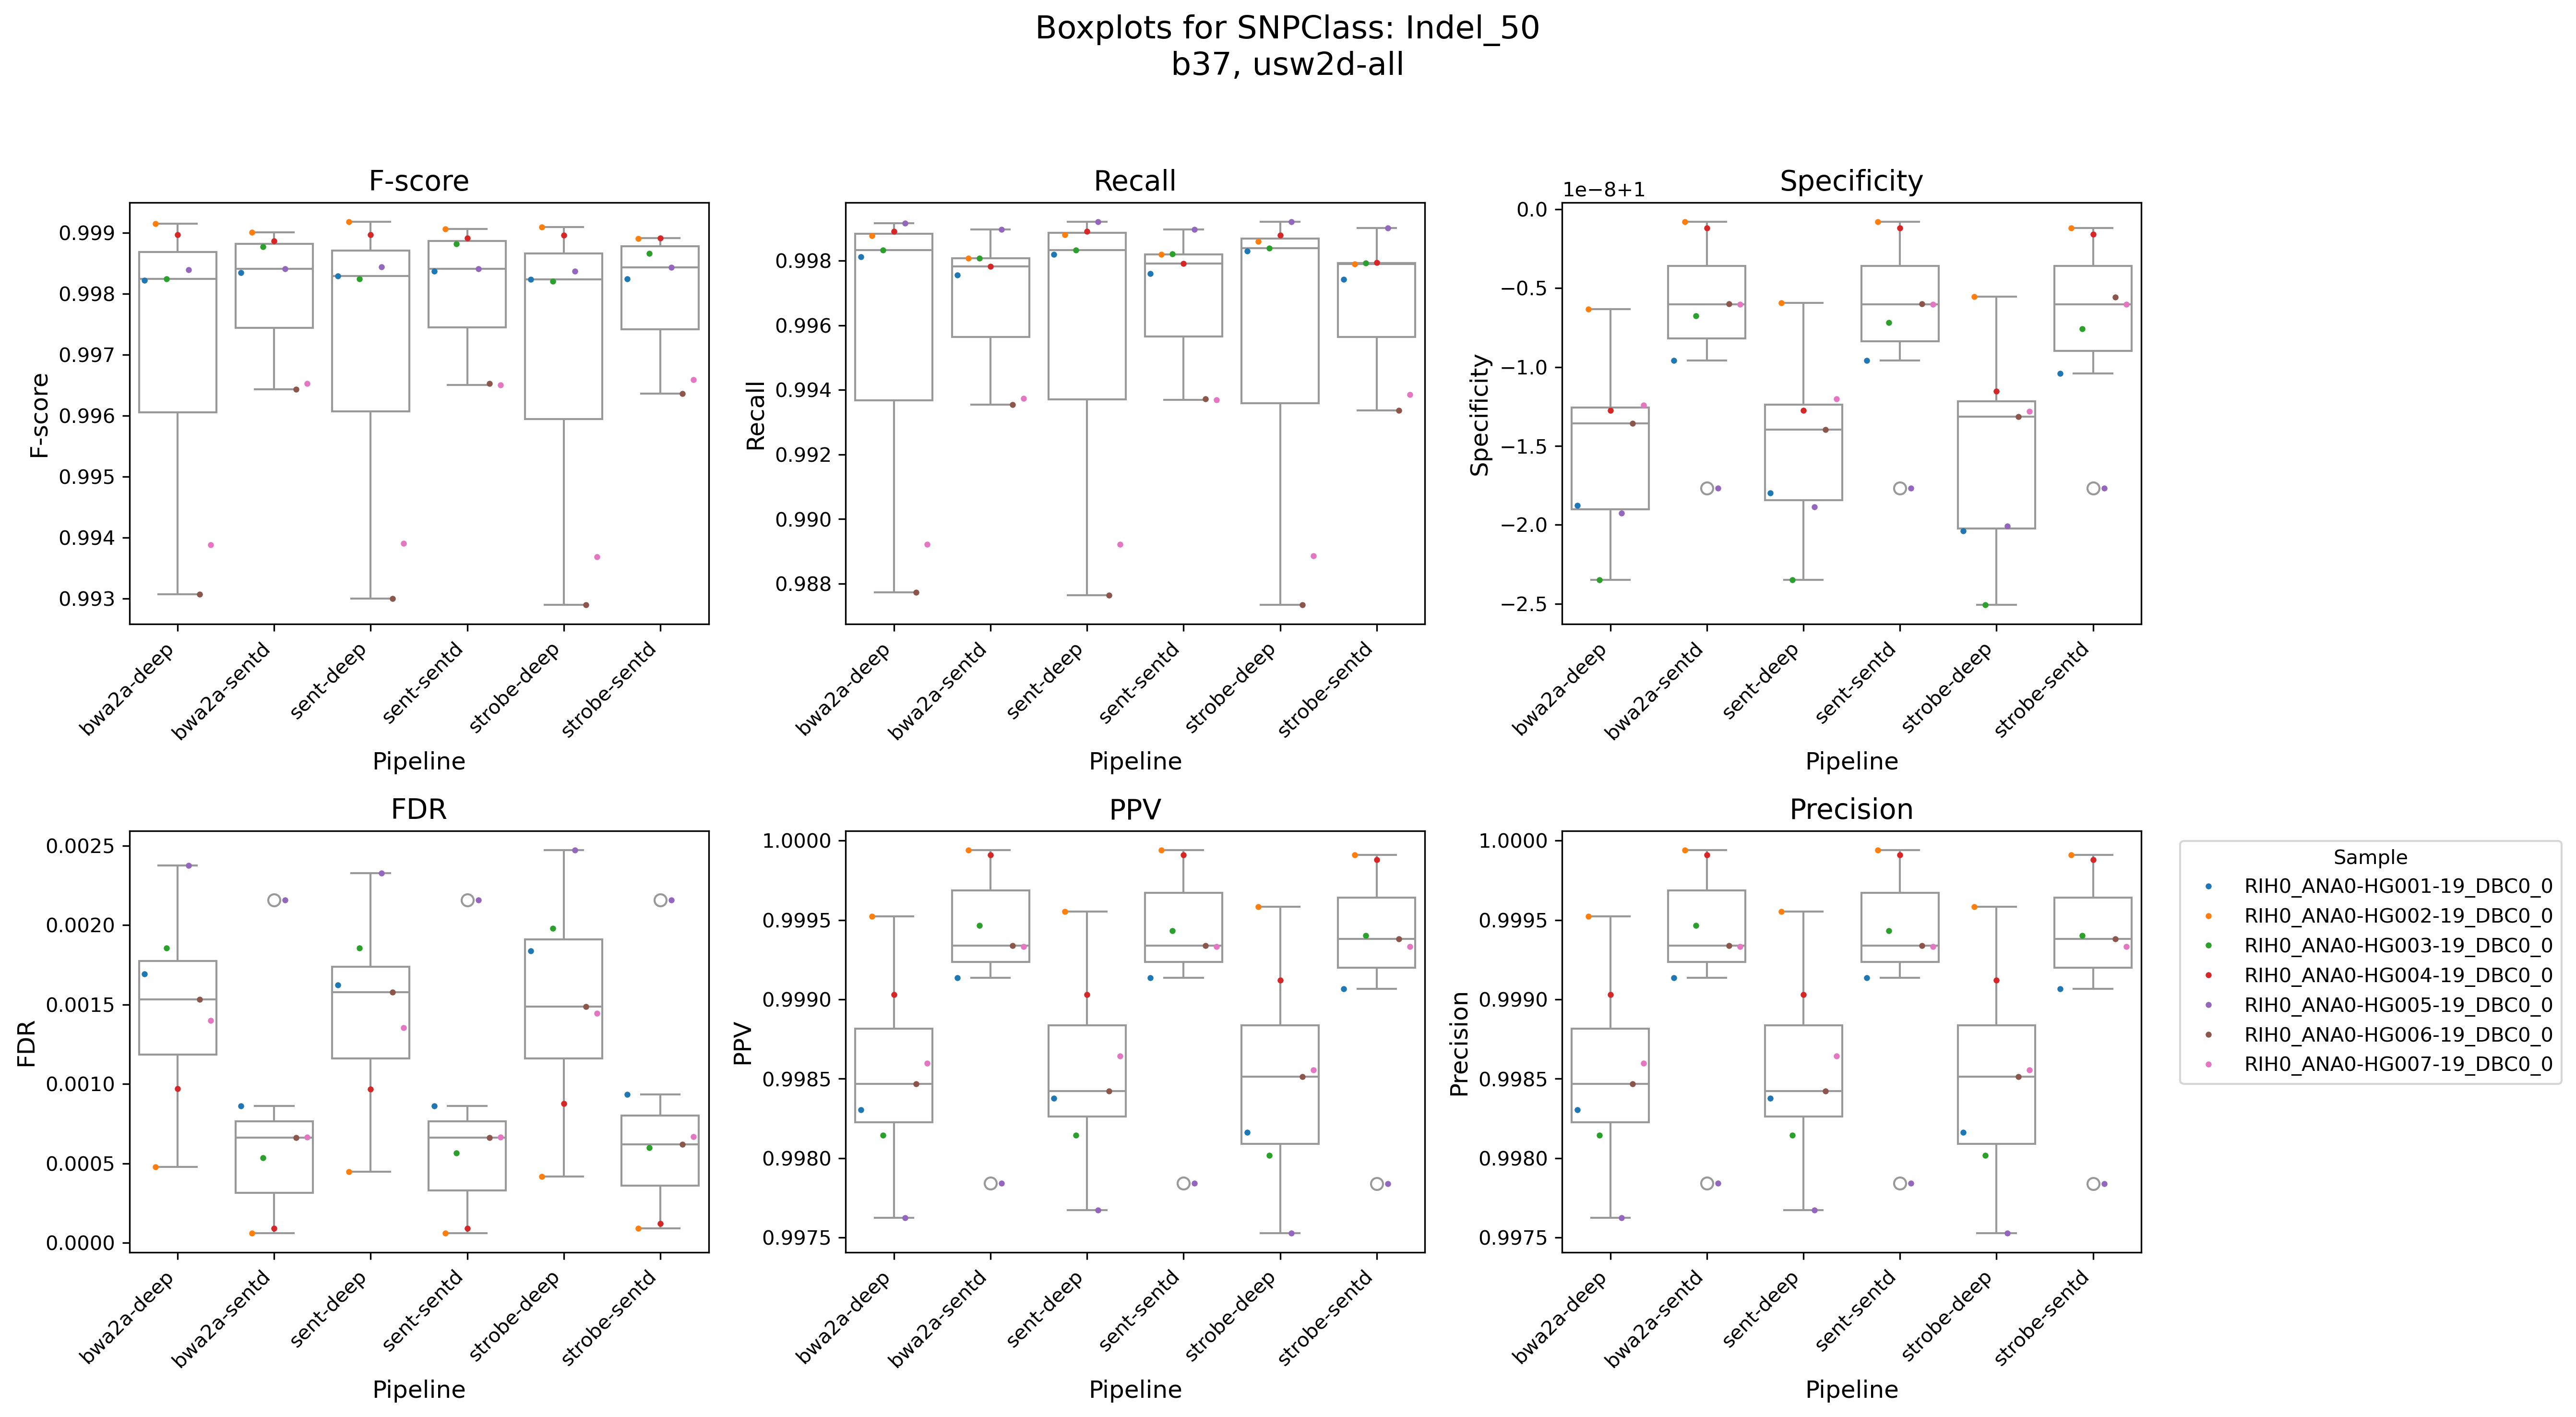 Boxplots for SNPClass: Indel_50
b37, usw2d-all
F-score
F-score
0.999
0.998
0.997
0.996
0.995
0.994
0.993
bwa2a-deep
bwa2a-sentd
sent-deep
sent-sentd
strobe-deep
strobe-sentd
Pipeline
Recall
Recall
0.998
0.996
0.994
0.992
0.990
0.988
bwa2a-deep
bwa2a-sentd
sent-deep
sent-sentd
strobe-deep
strobe-sentd
Pipeline
Specificity
1e−8+1
Specificity
0.0
−0.5
−1.0
−1.5
−2.0
−2.5
bwa2a-deep
bwa2a-sentd
sent-deep
sent-sentd
strobe-deep
strobe-sentd
Pipeline
FDR
FDR
0.0025
0.0020
0.0015
0.0010
0.0005
0.0000
bwa2a-deep
bwa2a-sentd
sent-deep
sent-sentd
strobe-deep
strobe-sentd
Pipeline
PPV
PPV
1.0000
0.9995
0.9990
0.9985
0.9980
0.9975
bwa2a-deep
bwa2a-sentd
sent-deep
sent-sentd
strobe-deep
strobe-sentd
Pipeline
Precision
Precision
1.0000
0.9995
0.9990
0.9985
0.9980
0.9975
bwa2a-deep
bwa2a-sentd
sent-deep
sent-sentd
strobe-deep
strobe-sentd
Pipeline
Sample
RIH0_ANA0-HG001-19_DBC0_0
RIH0_ANA0-HG002-19_DBC0_0
RIH0_ANA0-HG003-19_DBC0_0
RIH0_ANA0-HG004-19_DBC0_0
RIH0_ANA0-HG005-19_DBC0_0
RIH0_ANA0-HG006-19_DBC0_0
RIH0_ANA0-HG007-19_DBC0_0